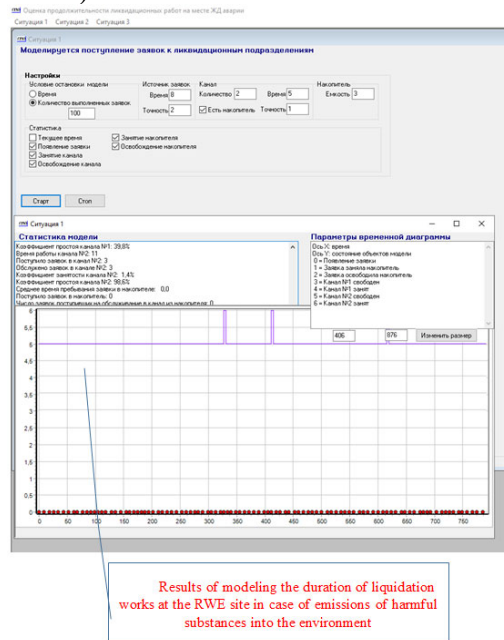 Оценка продолжительности ликвидационных работ на месте ЖД аварии
Ситуация 1 Ситуация 2 Ситуация 3
Ситуация 1
Моделируется поступление заявок к ликвидационным подразделениям
Настройки
Условие остановки модели
Время
Количество выполненных заявок
100
Источник заявок
Время 8
Точность 2
Канал
Количество 2 Время 5
Есть накопитель Точность 1
Накопитель
Емкость 3
Статистика
Текущее время
Появление заявки
Занятие канала
Освобождение канала
Занятие накопителя
Освобождение накопителя
Старт Стоп
Ситуация 1
Статистика модели
Коэффициент простоя канала №1: 39,8%
Время работы канала №2: 11
Поступило заявок в канал №2: 3
Обслужено заявок в канале №2: 3
Коэффициент занятости канала №2: 1,4%
Коэффициент простоя канала №2: 98,6%
Среднее время пребывания заявки в накопителе: 0,0
Поступило заявок в накопитель: 0
Число заявок, поступивших на обслуживание в канал из накопителя: 0
Параметры временной диаграммы
Ось X: время
Ось Y: состояние объектов модели
0 = Появление заявки
1 = Заявка заняла накопитель
2 = Заявка освободила накопитель
3 = Канал №1 свободен
4 = Канал №1 занят
5 = Канал №2 свободен
6 = Канал №2 занят
406 876 Изменить размер
6
5,5
5
4,5
4
3,5
3
2,5
2
1,5
1
0,5
0
0 50 100 150 200 250 300 350 400 450 500 550 600 650 700 750
Results of modeling the duration of liquidation
works at the RWE site in case of emissions of harmful
substances into the environment